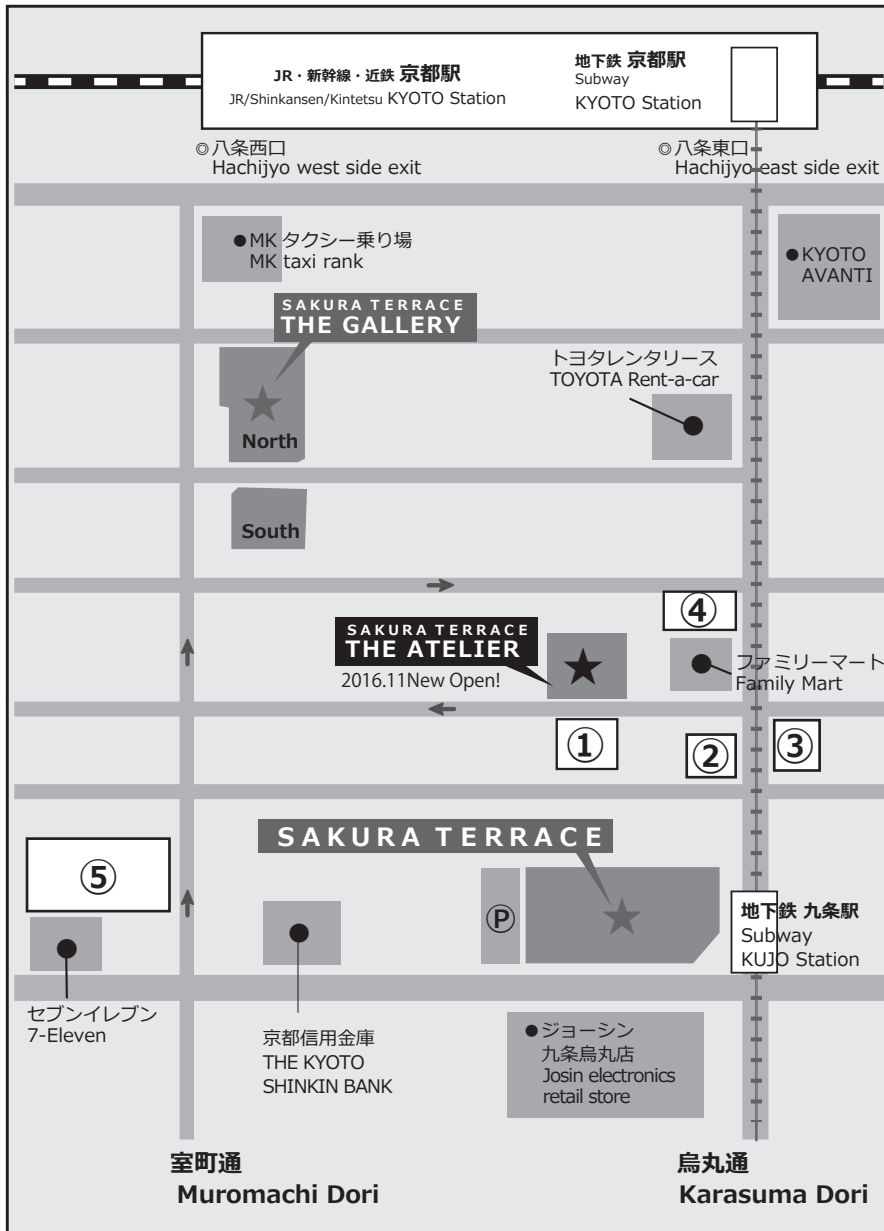 JR・新幹線・近鉄 京都駅
JR/Shinkansen/Kintetsu KYOTO Station
地下鉄 京都駅
Subway
KYOTO Station
◎八条西口
Hachijyo west side exit
◎八条東口
Hachijyo east side exit
●MK タクシー乗り場
MK taxi rank
●KYOTO
AVANTI
SAKURA TERRACE
THE GALLERY
North
トヨタレンタリース
TOYOTA Rent-a-car
South
SAKURA TERRACE
THE ATELIER
2016.11New Open!
④
ファミリーマート
Family Mart
①
②
③
SAKURA TERRACE
⑤
Ⓟ
地下鉄 九条駅
Subway
KUJO Station
セブンイレブン
7-Eleven
京都信用金庫
THE KYOTO
SHINKIN BANK
●ジョーシン
九条烏丸店
Josin electronics
retail store
室町通
Muromachi Dori
烏丸通
Karasuma Dori